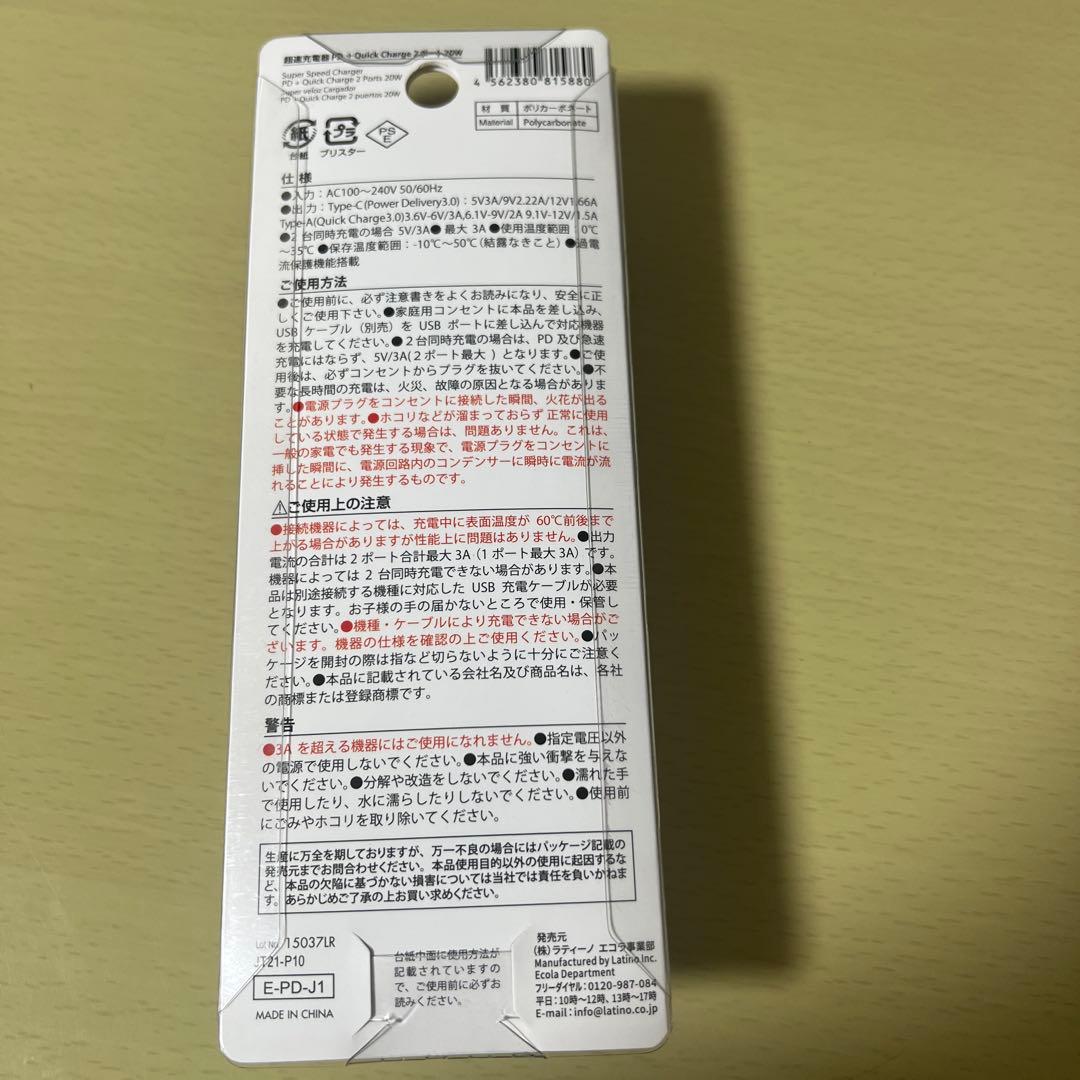 超速充電器 PD + Quick Charge 2ポート 20W
Super Speed Charger
PD + Quick Charge 2 Ports 20W
Super veloz Cargador
PD + Quick Charge 2 puertos 20W
4 562380 815880
材質 ポリカーボネート
Material Polycarbonate
紙
台紙
プラ
ブリスター
PS
E
仕様
●入力：AC100～240V 50/60Hz
●出力：Type-C(Power Delivery3.0)：5V3A/9V2.22A/12V1.66A
Type-A(Quick Charge3.0)3.6V-6V/3A,6.1V-9V/2A 9.1V-12V/1.5A
●2 台同時充電の場合 5V/3A●最大 3A●使用温度範囲：0℃
～35℃ ●保存温度範囲：-10℃～50℃(結露なきこと)●過電
流保護機能搭載
ご使用方法
●ご使用前に、必ず注意書きをよくお読みになり、安全に正
しくご使用下さい。●家庭用コンセントに本品を差し込み、
USB ケーブル（別売）を USB ポートに差し込んで対応機器
を充電してください。●2台同時充電の場合は、PD 及び急速
充電にはならず、5V/3A(2ポート最大）となります。●ご使
用後は、必ずコンセントからプラグを抜いてください。●不
要な長時間の充電は、火災、故障の原因となる場合がありま
す。●電源プラグをコンセントに接続した瞬間、火花が出る
ことがあります。●ホコリなどが溜まっておらず 正常に使用
している状態で発生する場合は、問題ありません。これは、
一般の家電でも発生する現象で、電源プラグをコンセントに
挿した瞬間に、電源回路内のコンデンサーに瞬時に電流が流
れることにより発生するものです。
⚠ご使用上の注意
●接続機器によっては、充電中に表面温度が 60℃前後まで
上がる場合がありますが性能上に問題はありません。●出力
電流の合計は2ポート合計最大 3A（1ポート最大3A）です。
機器によっては 2 台同時充電できない場合があります。●本
品は別途接続する機種に対応した USB 充電ケーブルが必要
となります。お子様の手の届かないところで使用・保管し
てください。●機種・ケーブルにより充電できない場合がご
ざいます。機器の仕様を確認の上ご使用ください。●パッ
ケージを開封の際は指など切らないように十分にご注意く
ださい。●本品に記載されている会社名及び商品名は、各社
の商標または登録商標です。
警告
●3A を超える機器にはご使用になれません。●指定電圧以外
の電源で使用しないでください。●本品に強い衝撃を与えな
いでください。●分解や改造をしないでください。●濡れた手
で使用したり、水に濡らしたりしないでください。●使用前
にごみやホコリを取り除いてください。
生産に万全を期しておりますが、万一不良の場合にはパッケージ記載の
発売元までお問合わせください。本品使用目的以外の使用に起因するな
ど、本品の欠陥に基づかない損害については当社では責任を負いかねま
す。あらかじめご了承の上お買い求めください。
Lot No. 15037LR
JT21-P10
E-PD-J1
MADE IN CHINA
台紙中面に使用方法が
記載されていますの
で、ご使用前に必ずお
読みください。
発売元
(株)ラティーノ エコラ事業部
Manufactured by Latino.Inc.
Ecola Department
フリーダイヤル：0120-987-084
平日：10時～12時、13時～17時
E-mail：info@latino.co.jp